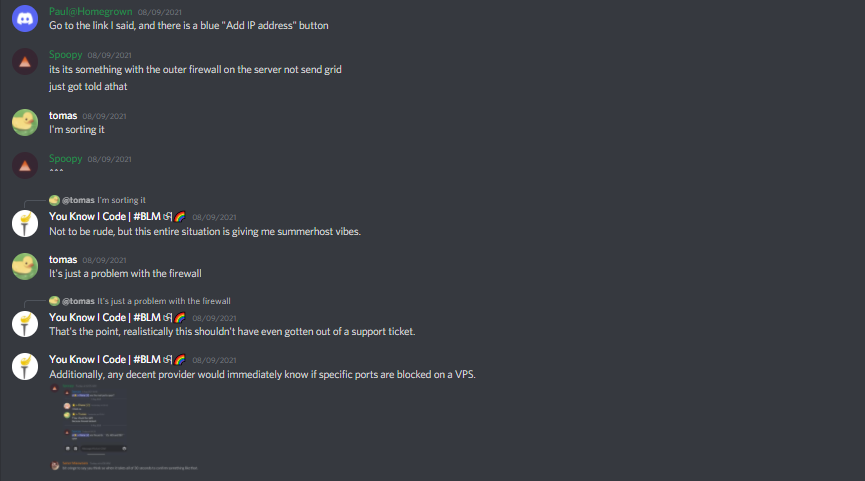 Paul@Homegrown 08/09/2021
Go to the link I said, and there is a blue "Add IP address" button
Spoopy 08/09/2021
its its something with the outer firewall on the server not send grid
just got told athat
tomas 08/09/2021
I'm sorting it
Spoopy 08/09/2021
^^^
@tomas I'm sorting it
You Know I Code | #BLM 🌈 08/09/2021
Not to be rude, but this entire situation is giving me summerhost vibes.
tomas 08/09/2021
It's just a problem with the firewall
@tomas It's just a problem with the firewall
You Know I Code | #BLM 🌈 08/09/2021
That's the point, realistically this shouldn't have even gotten out of a support ticket.
You Know I Code | #BLM 🌈 08/09/2021
Additionally, any decent provider would immediately know if specific ports are blocked on a VPS.